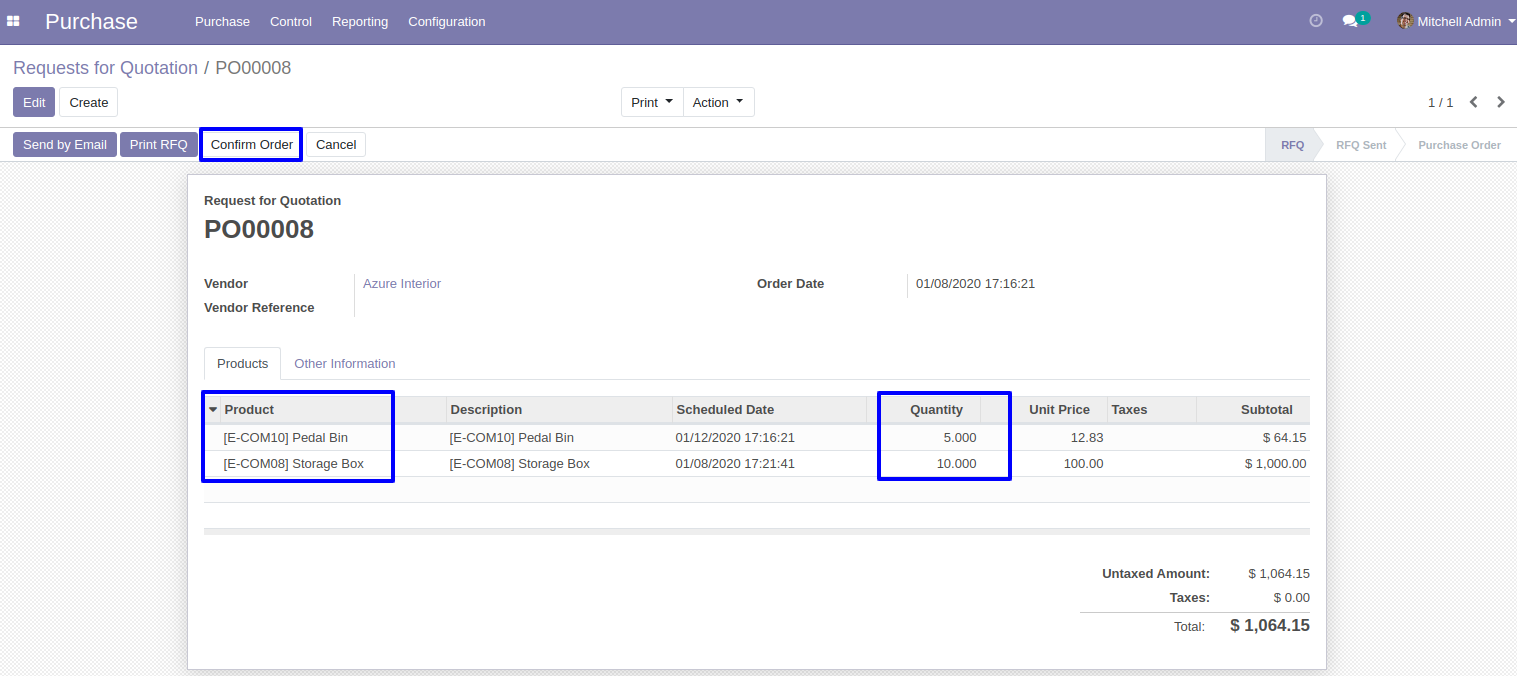 Purchase Purchase Control Reporting Configuration 1 Mitchell Admin
Requests for Quotation / PO00008
Edit Create Print Action 1 / 1
Send by Email Print RFQ Confirm Order Cancel RFQ RFQ Sent Purchase Order
Request for Quotation
PO00008
Vendor Azure Interior Order Date 01/08/2020 17:16:21
Vendor Reference
Products Other Information
Product Description Scheduled Date Quantity Unit Price Taxes Subtotal
[E-COM10] Pedal Bin [E-COM10] Pedal Bin 01/12/2020 17:16:21 5.000 12.83 $ 64.15
[E-COM08] Storage Box [E-COM08] Storage Box 01/08/2020 17:21:41 10.000 100.00 $ 1,000.00
Untaxed Amount: $ 1,064.15
Taxes: $ 0.00
Total: $ 1,064.15